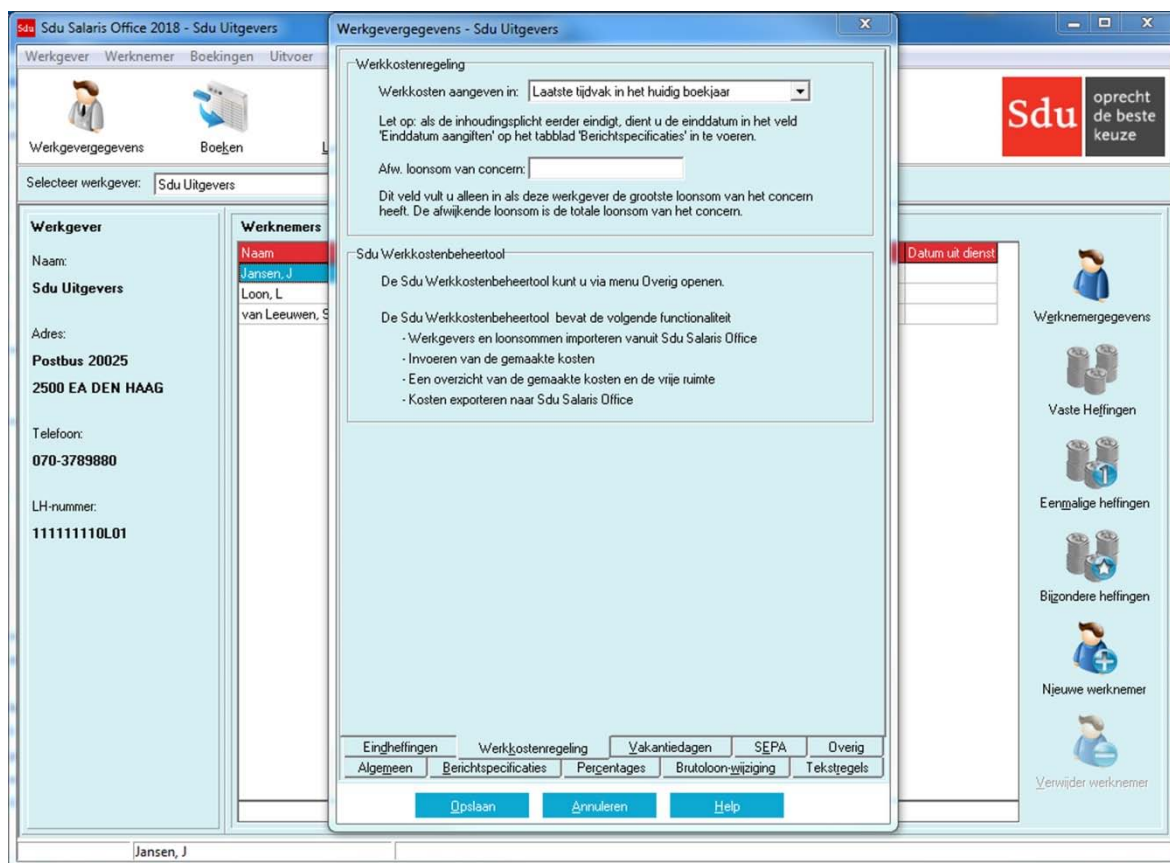 Sdu Sdu Salaris Office 2018 - Sdu Uitgevers
Werkgever Werknemer Boekingen Uitvoer
Werkgevergegevens
Boeken
Sdu
oprecht
de beste
keuze
Selecteer werkgever: Sdu Uitgevers
Werkgever
Naam:
Sdu Uitgevers
Adres:
Postbus 20025
2500 EA DEN HAAG
Telefoon:
070-3789880
LH-nummer:
111111110L01
Werknemers
Naam
Datum uit dienst
Jansen, J
Loon, L
van Leeuwen, S
Werkgevergegevens - Sdu Uitgevers
Werkkostenregeling
Werkkosten aangeven in: Laatste tijdvak in het huidig boekjaar
Let op: als de inhoudingsplicht eerder eindigt, dient u de einddatum in het veld
'Einddatum aangiften' op het tabblad 'Berichtspecificaties' in te voeren.
Afw. loonsom van concern:
Dit veld vult u alleen in als deze werkgever de grootste loonsom van het concern
heeft. De afwijkende loonsom is de totale loonsom van het concern.
Sdu Werkkostenbeheertool
De Sdu Werkkostenbeheertool kunt u via menu Overig openen.
De Sdu Werkkostenbeheertool bevat de volgende functionaliteit
- Werkgevers en loonsommen importeren vanuit Sdu Salaris Office
- Invoeren van de gemaakte kosten
- Een overzicht van de gemaakte kosten en de vrije ruimte
- Kosten exporteren naar Sdu Salaris Office
Eindheffingen Werkkostenregeling Vakantiedagen SEPA Overig
Algemeen Berichtspecificaties Percentages Brutoloon-wijziging Tekstregels
Opslaan Annuleren Help
Werknemergegevens
Vaste Heffingen
1
Eenmalige heffingen
Bijzondere heffingen
Nieuwe werknemer
Verwijder werknemer
Jansen, J